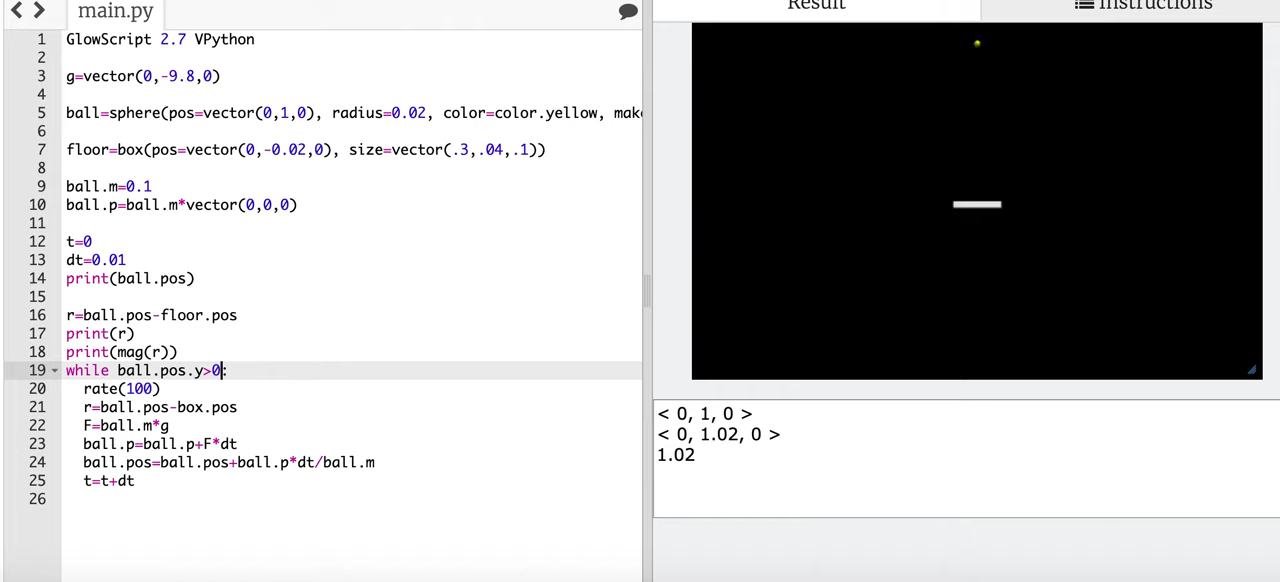 main.py
1 GlowScript 2.7 VPython
2
3 g=vector(0,-9.8,0)
4
5 ball=sphere(pos=vector(0,1,0), radius=0.02, color=color.yellow, mak
6
7 floor=box(pos=vector(0,-0.02,0), size=vector(.3,.04,.1))
8
9 ball.m=0.1
10 ball.p=ball.m*vector(0,0,0)
11
12 t=0
13 dt=0.01
14 print(ball.pos)
15
16 r=ball.pos-floor.pos
17 print(r)
18 print(mag(r))
19 while ball.pos.y>0:
20 rate(100)
21 r=ball.pos-box.pos
22 F=ball.m*g
23 ball.p=ball.p+F*dt
24 ball.pos=ball.pos+ball.p*dt/ball.m
25 t=t+dt
26
Result
Instructions
< 0, 1, 0 >
< 0, 1.02, 0 >
1.02